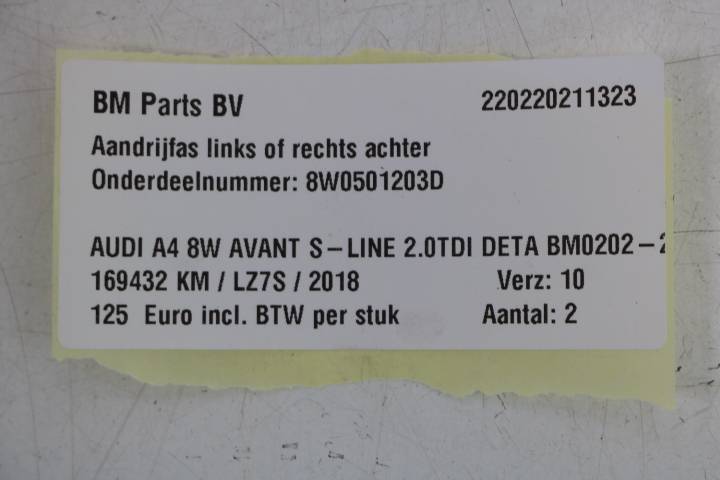 BM Parts BV 220220211323
Aandrijfas links of rechts achter
Onderdeelnummer: 8W0501203D
AUDI A4 8W AVANT S-LINE 2.0TDI DETA BM0202-2
169432 KM / LZ7S / 2018 Verz: 10
125 Euro incl. BTW per stuk Aantal: 2